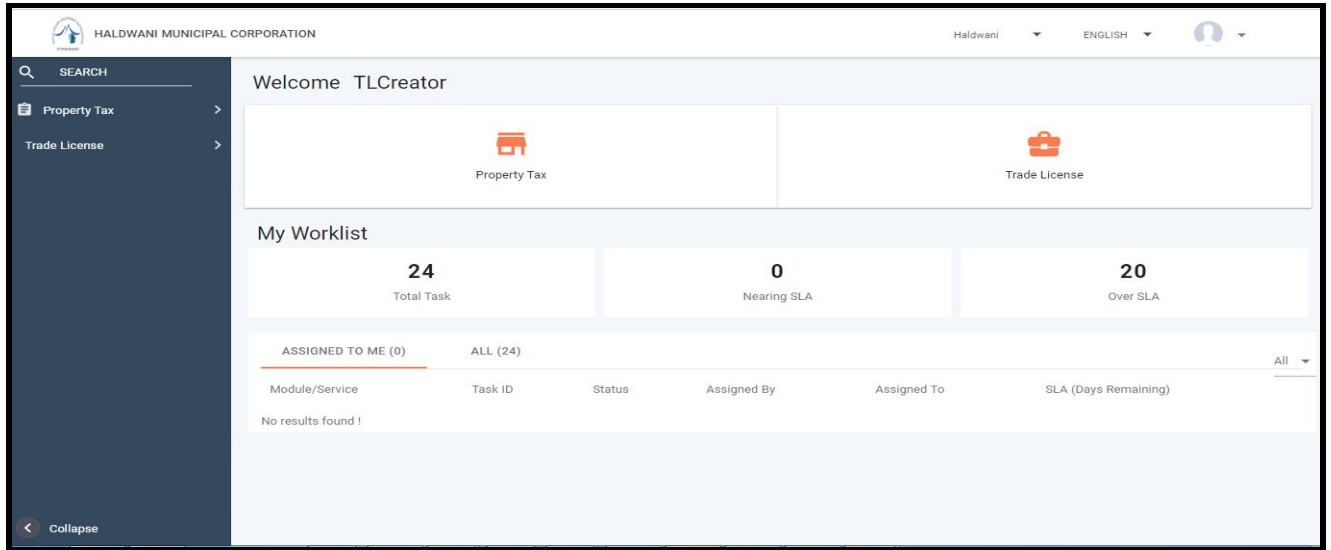 HALDWANI MUNICIPAL CORPORATION
Haldwani
ENGLISH
SEARCH
Property Tax
Trade License
Collapse
Welcome TLCreator
Property Tax
Trade License
My Worklist
24
Total Task
0
Nearing SLA
20
Over SLA
ASSIGNED TO ME (0) ALL (24)
All
Module/Service Task ID Status Assigned By Assigned To SLA (Days Remaining)
No results found !